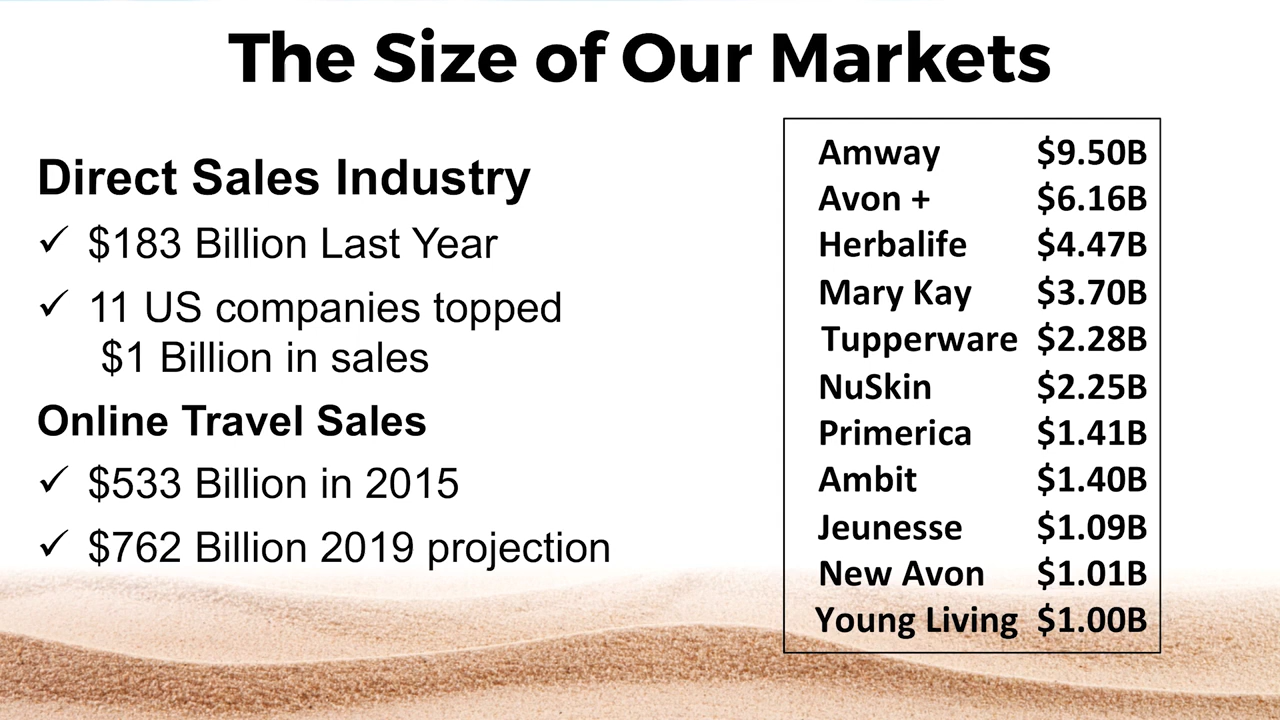 The Size of Our Markets
Direct Sales Industry
✓ $183 Billion Last Year
✓ 11 US companies topped
$1 Billion in sales
Online Travel Sales
✓ $533 Billion in 2015
✓ $762 Billion 2019 projection
Amway $9.50B
Avon + $6.16B
Herbalife $4.47B
Mary Kay $3.70B
Tupperware $2.28B
NuSkin $2.25B
Primerica $1.41B
Ambit $1.40B
Jeunesse $1.09B
New Avon $1.01B
Young Living $1.00B